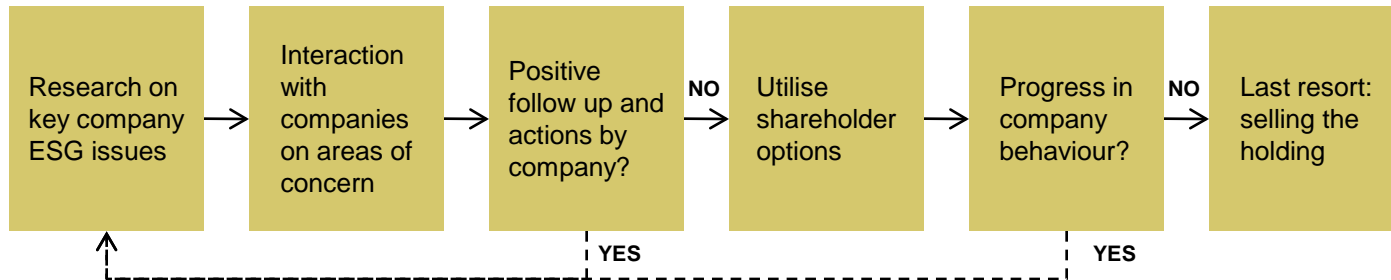 Research on
key company
ESG issues
Interaction
with
companies
on areas of
concern
Positive
follow up and
actions by
company?
NO
Utilise
shareholder
options
Progress in
company
behaviour?
NO
Last resort:
selling the
holding
YES
YES